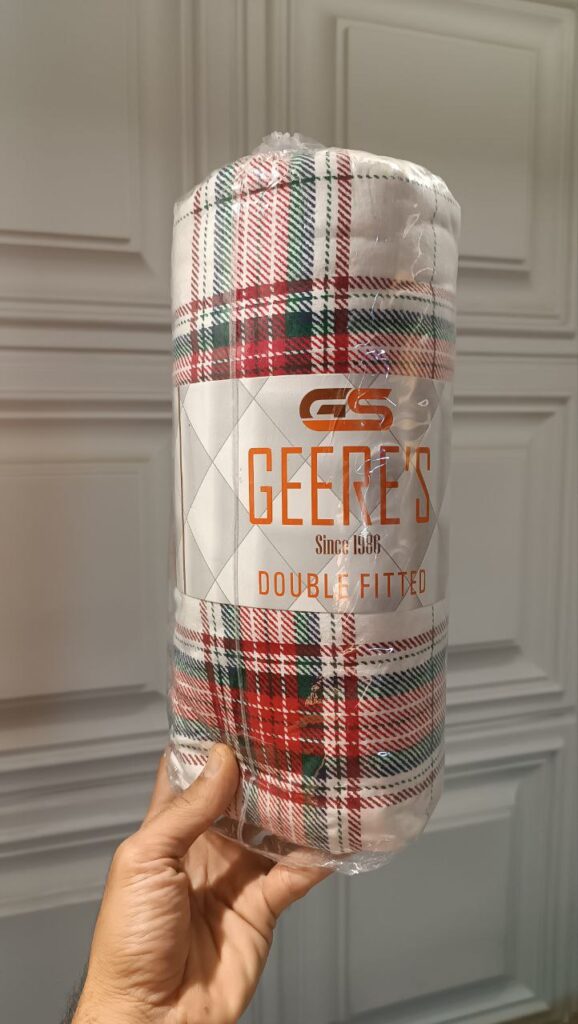 GS
GEERE'S
Since 1986
DOUBLE FITTED